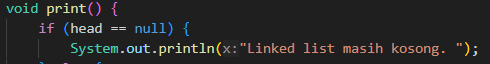 void print() {
if (head == null) {
System.out.println(x:"Linked list masih kosong. ");